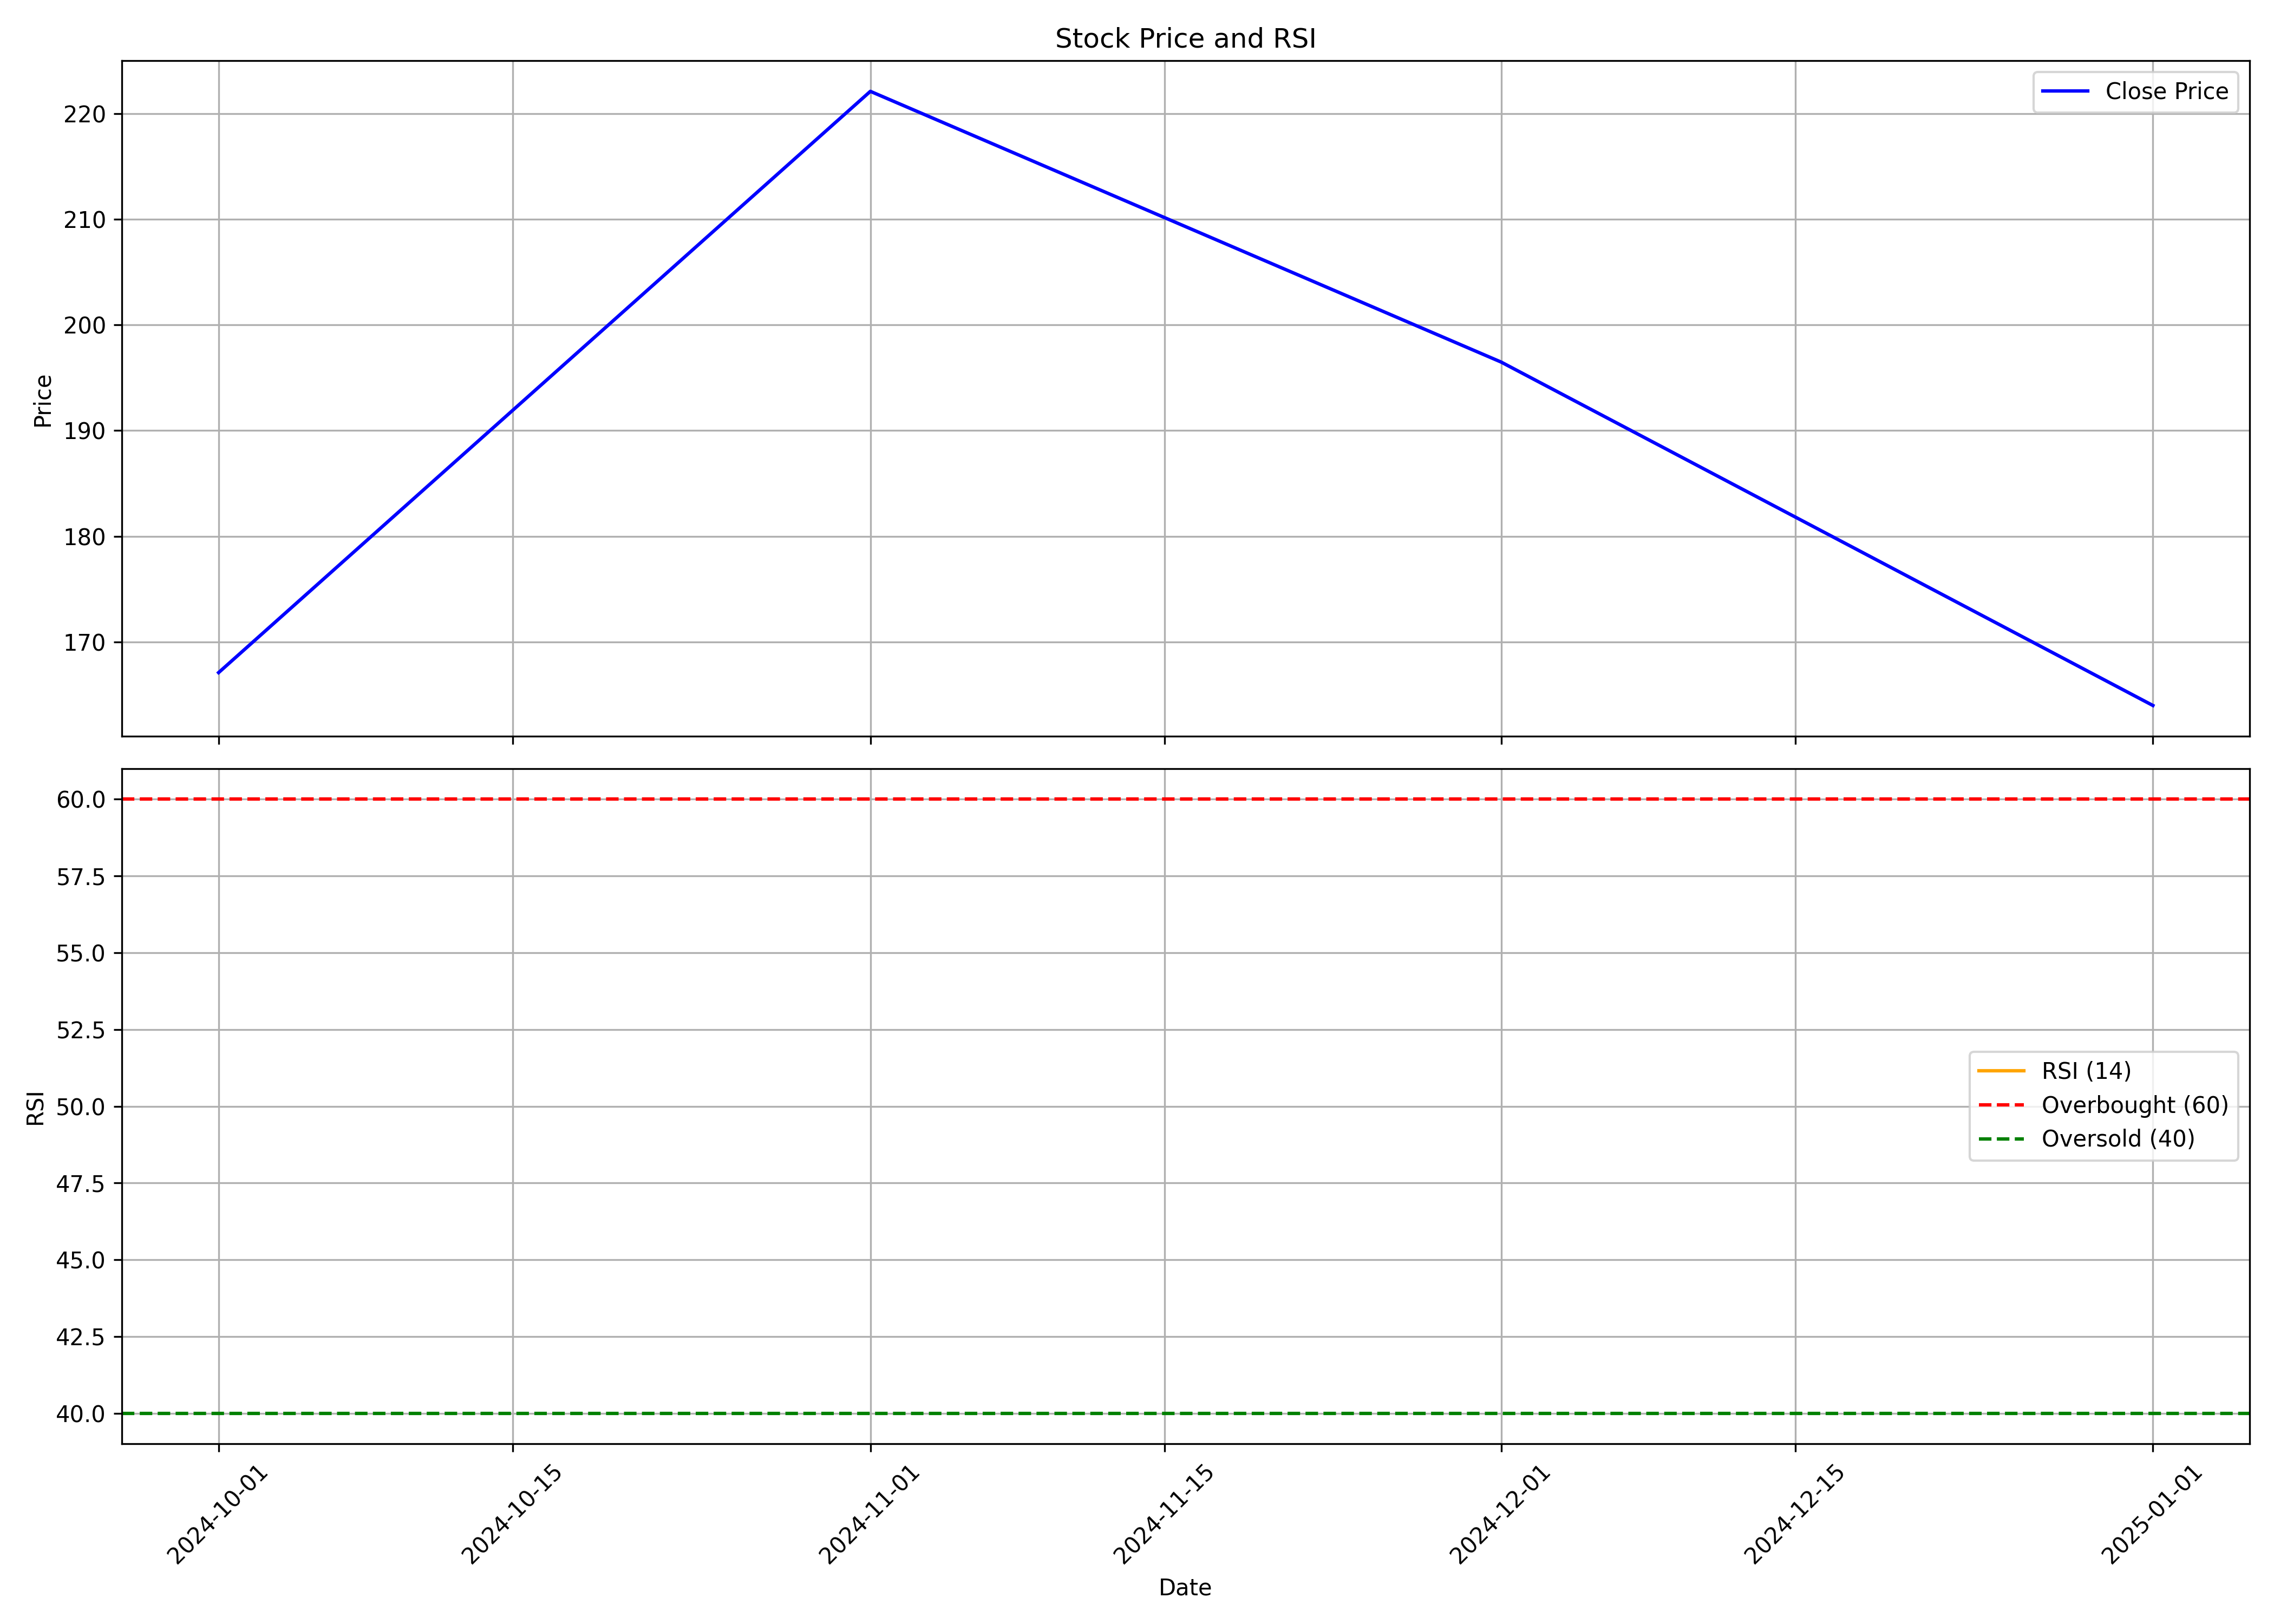 Stock Price and RSI
Close Price
220
210
200
190
180
170
Price
60.0
57.5
55.0
52.5
50.0
47.5
45.0
42.5
40.0
RSI
RSI (14)
Overbought (60)
Oversold (40)
2024-10-01
2024-10-15
2024-11-01
2024-11-15
2024-12-01
2024-12-15
2025-01-01
Date